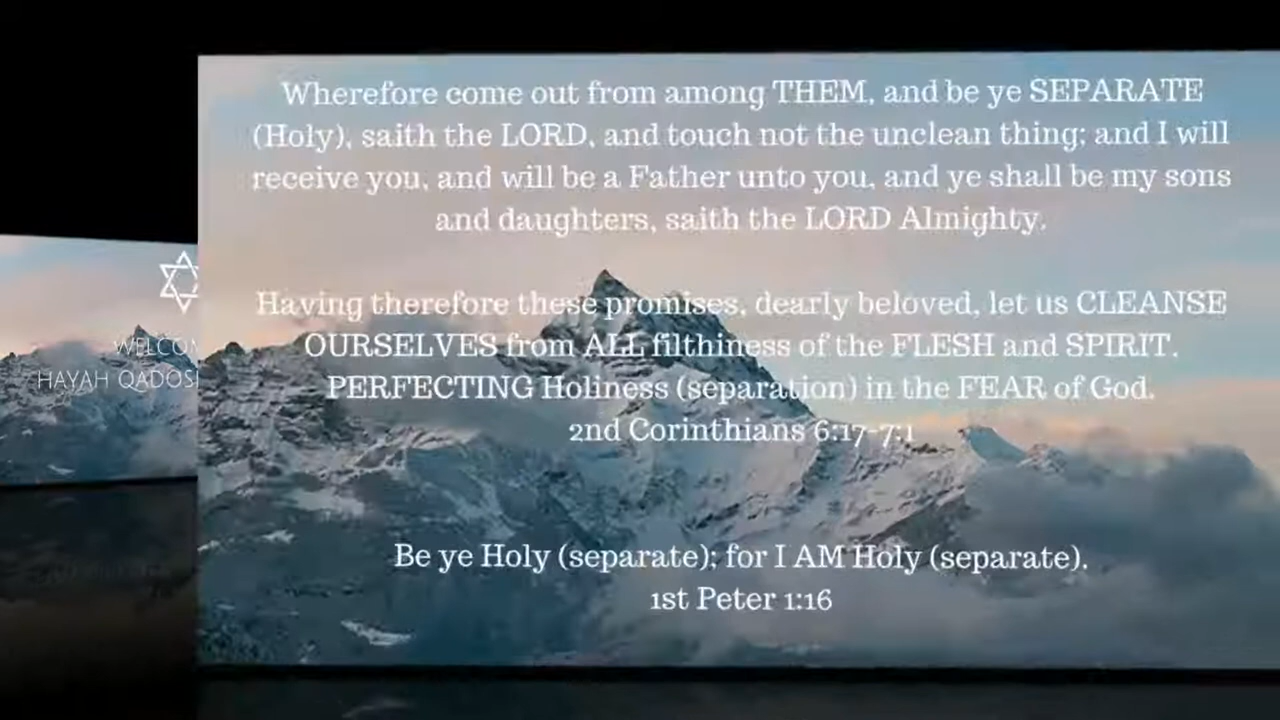 Wherefore come out from among THEM, and be ye SEPARATE
(Holy), saith the LORD, and touch not the unclean thing; and I will
receive you, and will be a Father unto you, and ye shall be my sons
and daughters, saith the LORD Almighty.
Having therefore these promises, dearly beloved, let us CLEANSE
OURSELVES from ALL filthiness of the FLESH and SPIRIT,
PERFECTING Holiness (separation) in the FEAR of God.
2nd Corinthians 6:17-7:1
Be ye Holy (separate); for I AM Holy (separate).
1st Peter 1:16
HAYAH